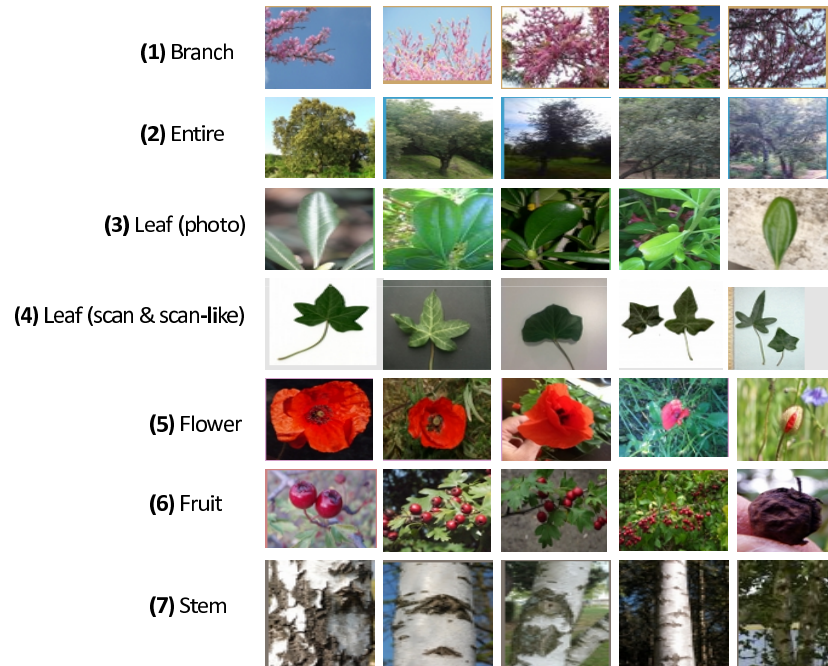 (1) Branch
(2) Entire
(3) Leaf (photo)
(4) Leaf (scan & scan-like)
(5) Flower
(6) Fruit
(7) Stem